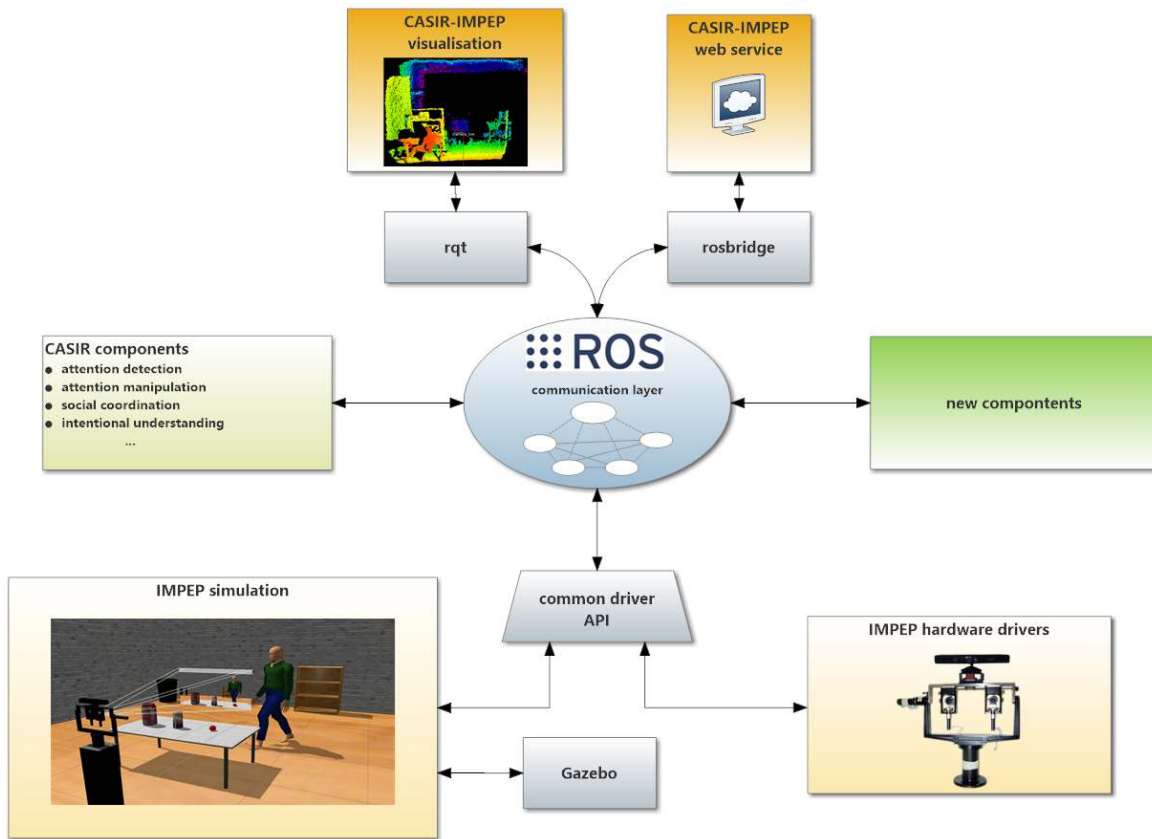 CASIR-IMPEP
visualisation
CASIR-IMPEP
web service
rqt
rosbridge
CASIR components
● attention detection
● attention manipulation
● social coordination
● intentional understanding
...
ROS
communication layer
new compontents
IMPEP simulation
common driver
API
IMPEP hardware drivers
Gazebo